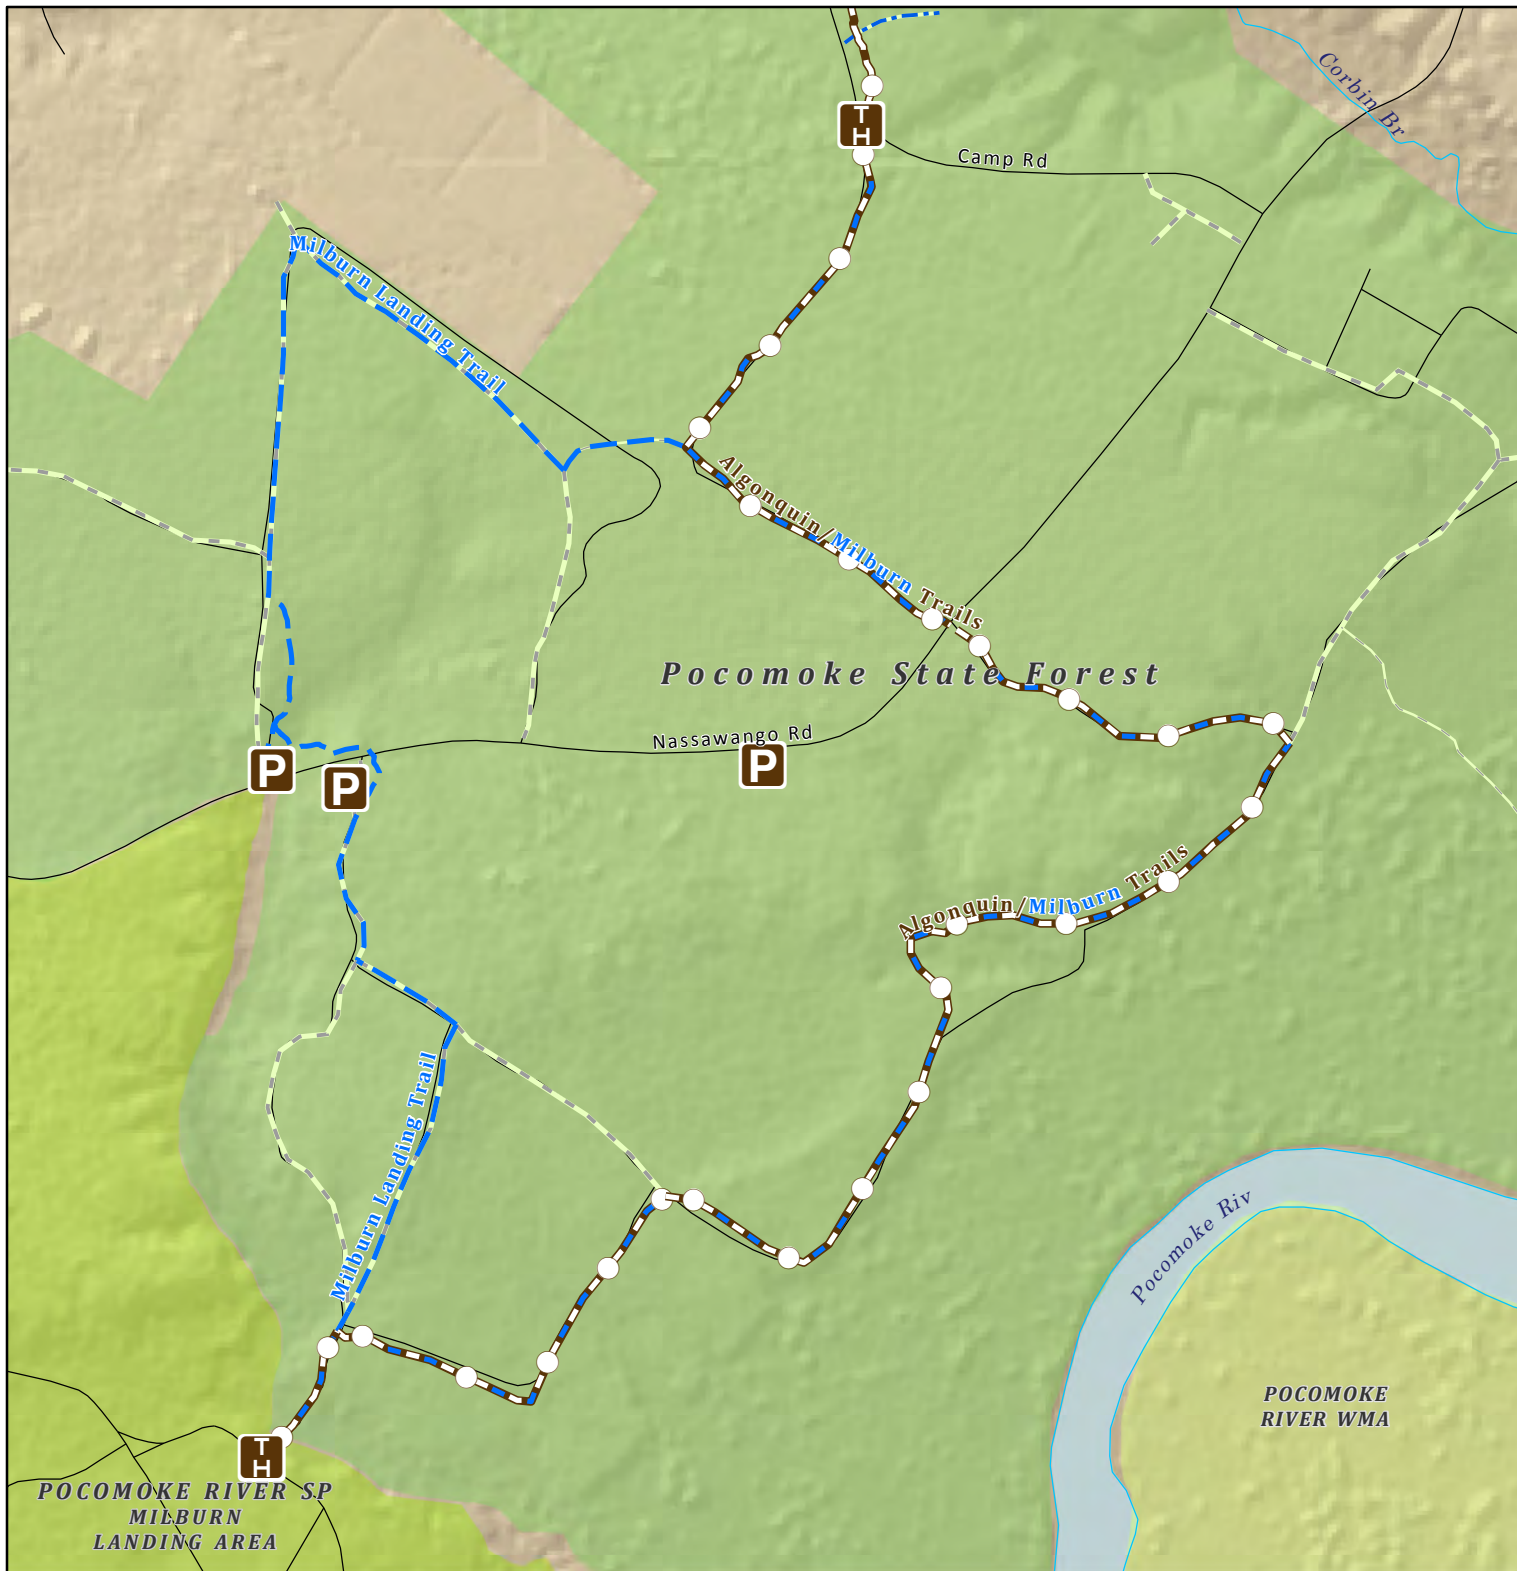 Corbin Br
T
H
Camp Rd
Milburn Landing Trail
Algonquin/Milburn Trails
Pocomoke State Forest
Nassawango Rd
P
P
P
Algonquin/Milburn Trails
Milburn Landing Trail
Pocomoke Riv
POCOMOKE
RIVER WMA
T
H
POCOMOKE RIVER SP
MILBURN
LANDING AREA